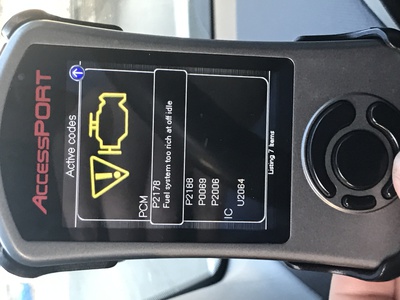 AccessPORT
Active codes
PCM
P2178
Fuel system too rich at off idle
P2188
P0069
P2006
IC
U2064
Listing 7 Items